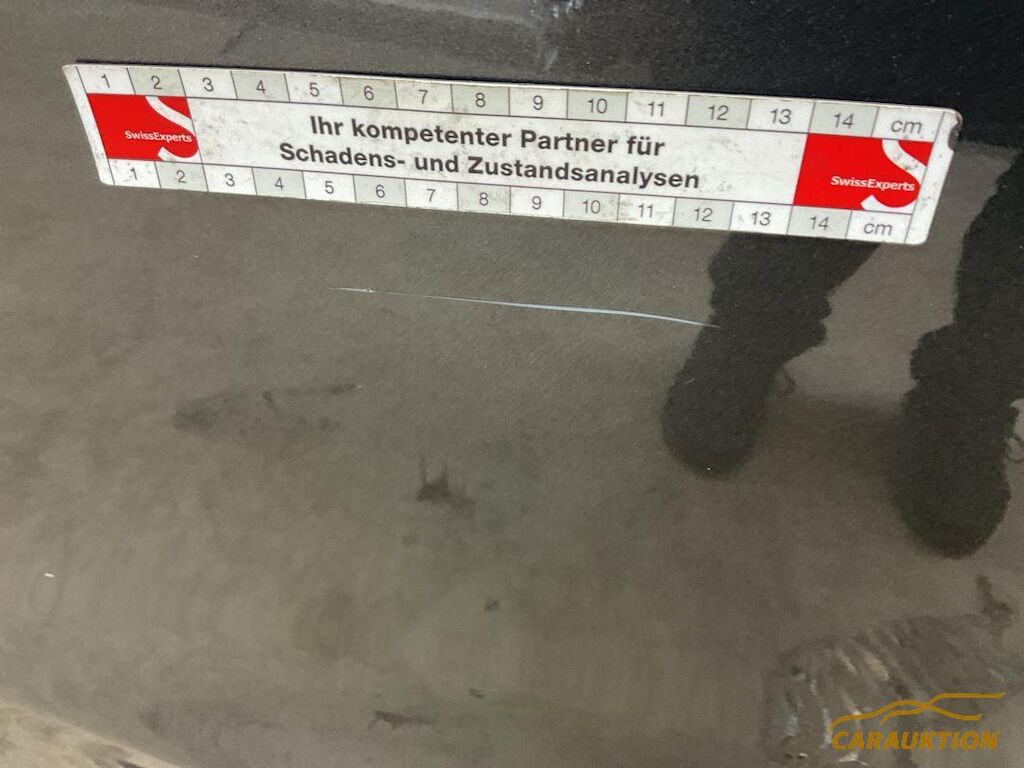 1 2 3 4 5 6 7 8 9 10 11 12 13 14 cm
SwissExperts
Ihr kompetenter Partner für
Schadens- und Zustandsanalysen
SwissExperts
1 2 3 4 5 6 7 8 9 10 11 12 13 14 cm
CARAUKTION